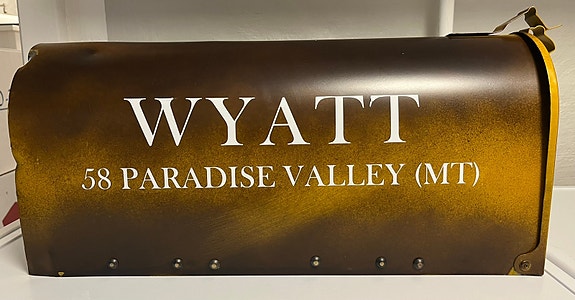 WYATT
58 PARADISE VALLEY (MT)